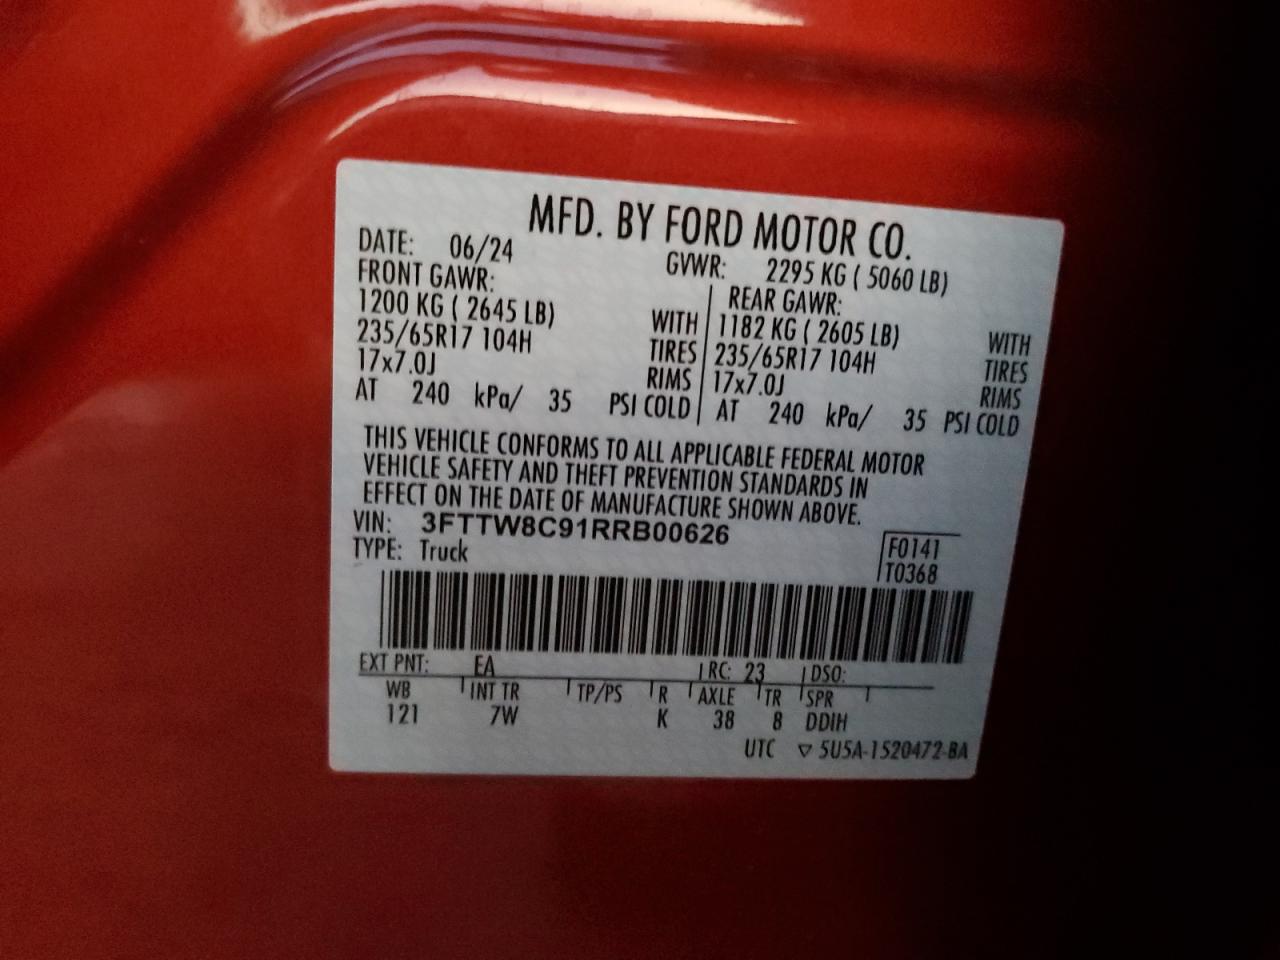 MFD. BY FORD MOTOR CO.
DATE: 06/24
GVWR: 2295 KG ( 5060 LB)
FRONT GAWR:
1200 KG ( 2645 LB) WITH
235/65R17 104H TIRES
17x7.0J RIMS
AT 240 kPa/ 35 PSI COLD
REAR GAWR:
1182 KG ( 2605 LB) WITH
235/65R17 104H TIRES
17x7.0J RIMS
AT 240 kPa/ 35 PSI COLD
THIS VEHICLE CONFORMS TO ALL APPLICABLE FEDERAL MOTOR
VEHICLE SAFETY AND THEFT PREVENTION STANDARDS IN
EFFECT ON THE DATE OF MANUFACTURE SHOWN ABOVE.
VIN: 3FTTW8C91RRB00626
TYPE: Truck
F0141
T0368
EXT PNT: EA RC: 23 DSO:
WB INT TR TP/PS R AXLE TR SPR
121 7W K 38 8 DDIH
UTC ▽ 5U5A-1520472-BA